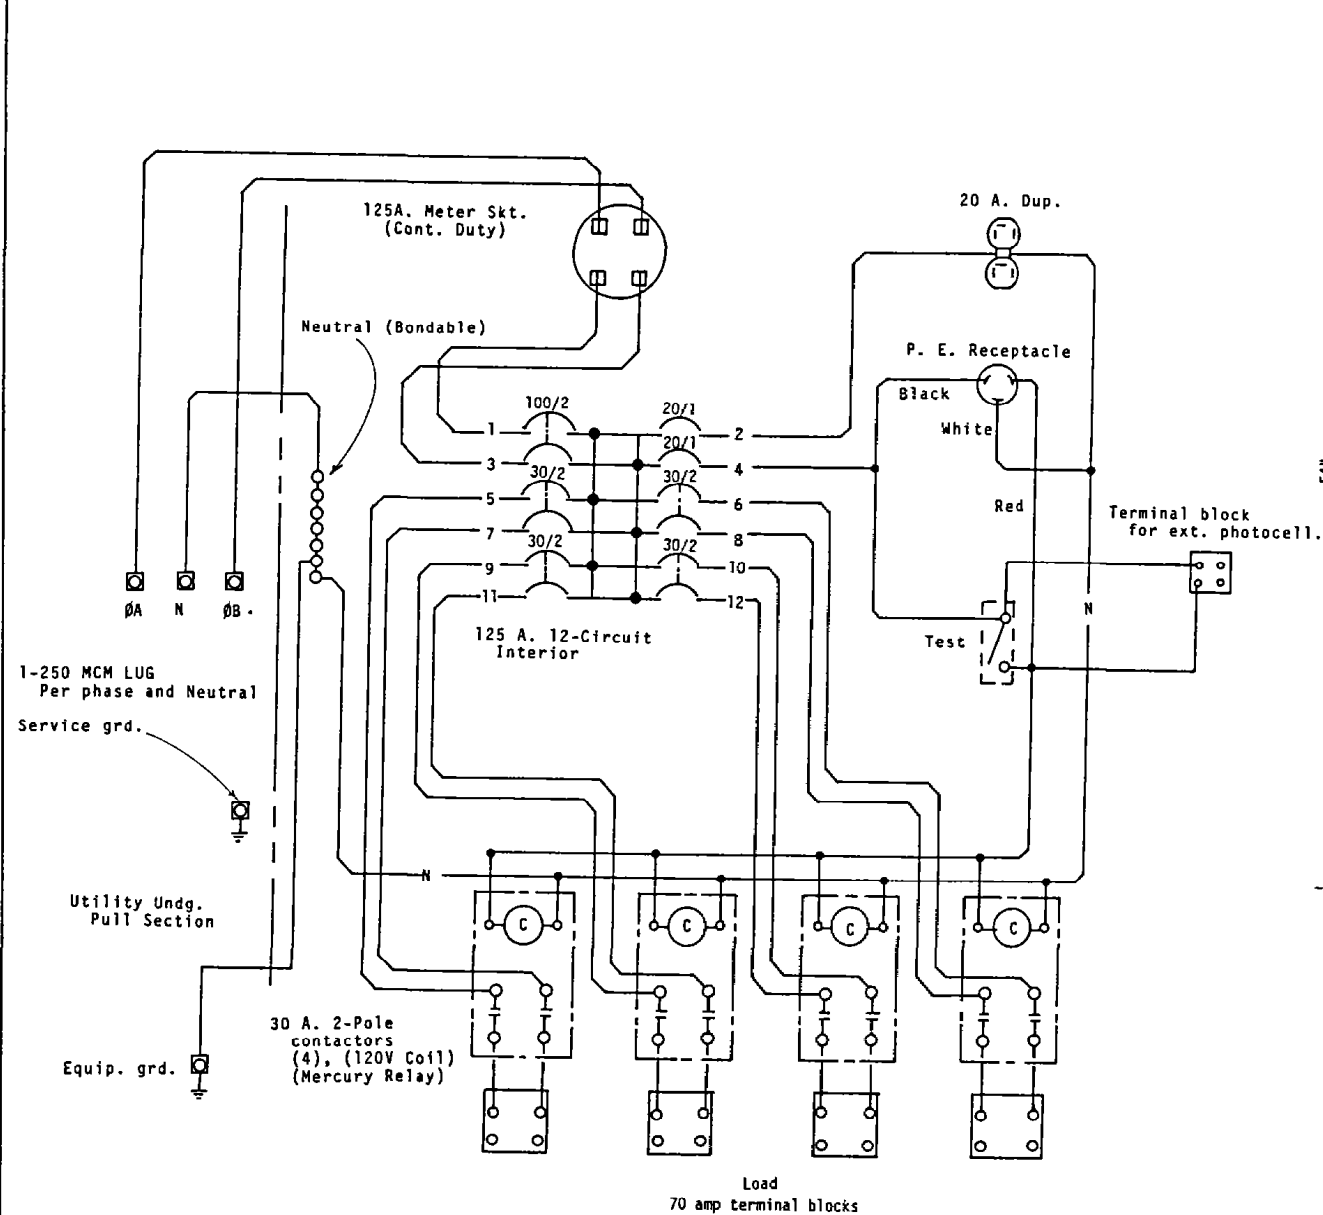 20 A. Dup.
125A. Meter Skt.
(Cont. Duty)
Neutral (Bondable)
P. E. Receptacle
Black
White
100/2
20/1
1
2
20/1
3
4
30/2
30/2
5
6
Red
7
8
Terminal block
for ext. photocell.
30/2
30/2
9
10
11
12
ØA
N
ØB.
N
125 A. 12-Circuit
Interior
Test
1-250 MCM LUG
Per phase and Neutral
Service grd.
N
Utility Undg.
Pull Section
C
C
C
C
30 A. 2-Pole
contactors
(4), (120V Coil)
(Mercury Relay)
Equip. grd.
Load
70 amp terminal blocks